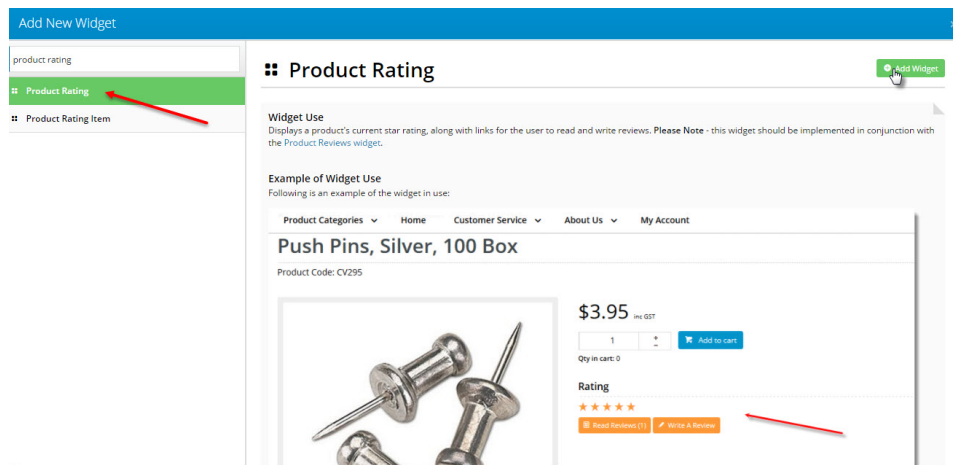 Add New Widget
product rating
Product Rating
Product Rating Item
Product Rating
Add Widget
Widget Use
Displays a product's current star rating, along with links for the user to read and write reviews. Please Note - this widget should be implemented in conjunction with
the Product Reviews widget.
Example of Widget Use
Following is an example of the widget in use:
Product Categories Home Customer Service About Us My Account
Push Pins, Silver, 100 Box
Product Code: CV295
$3.95 inc GST
1 + - Add to cart
Qty in cart: 0
Rating
Read Reviews (1) Write A Review